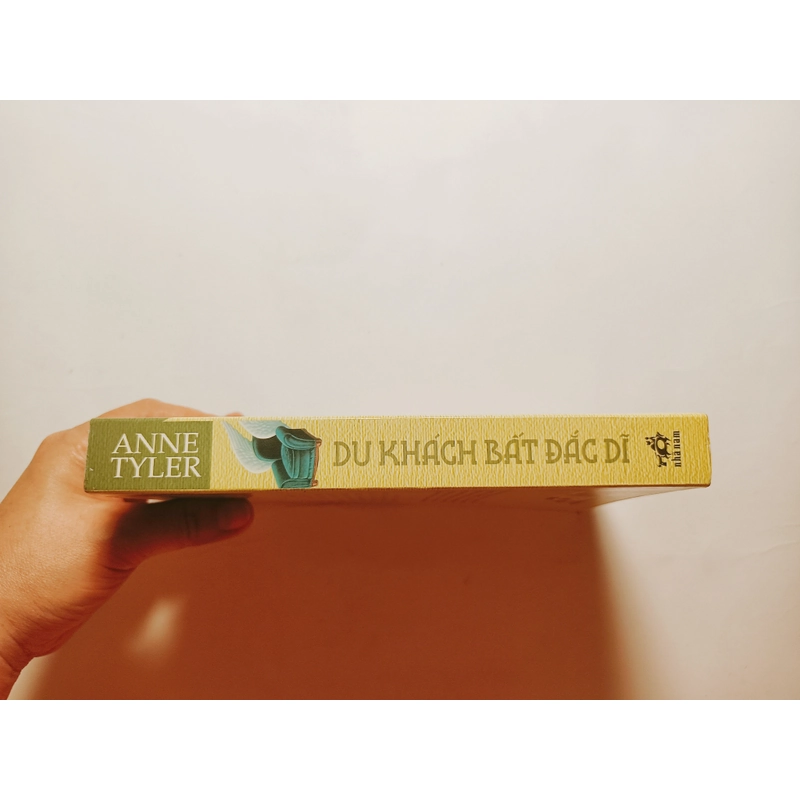 ANNE
TYLER
DU KHÁCH BẤT ĐẮC DĨ
nhã nam